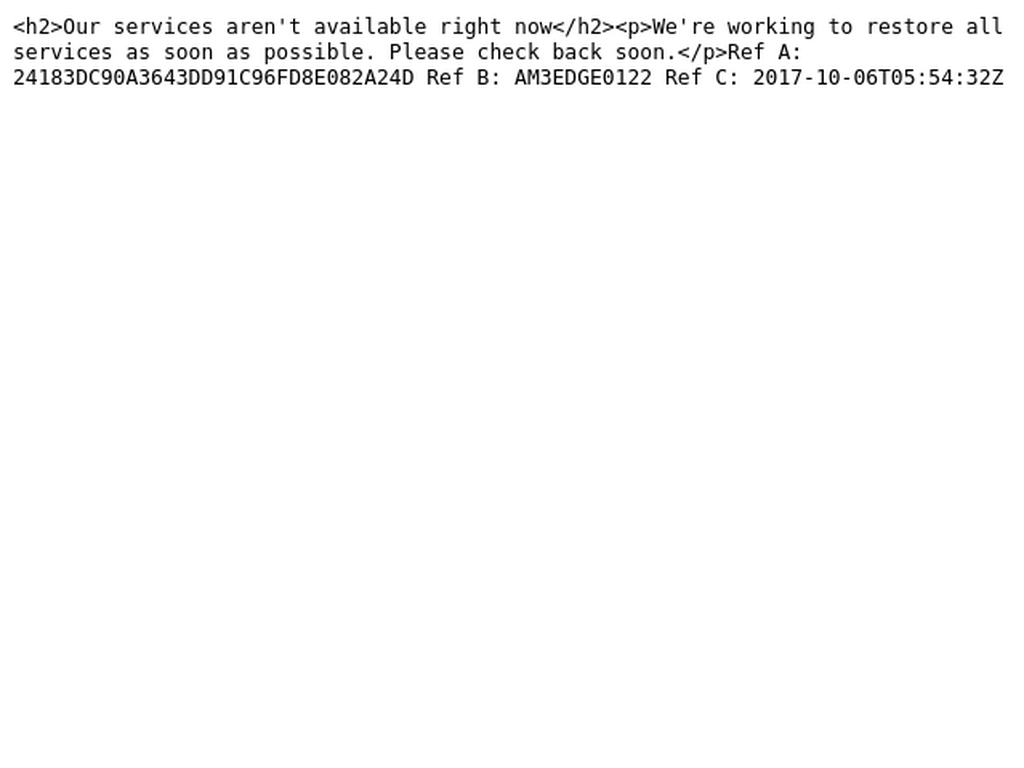 <h2>Our services aren't available right now</h2><p>We're working to restore all
services as soon as possible. Please check back soon.</p>Ref A:
24183DC90A3643DD91C96FD8E082A24D Ref B: AM3EDGE0122 Ref C: 2017-10-06T05:54:32Z